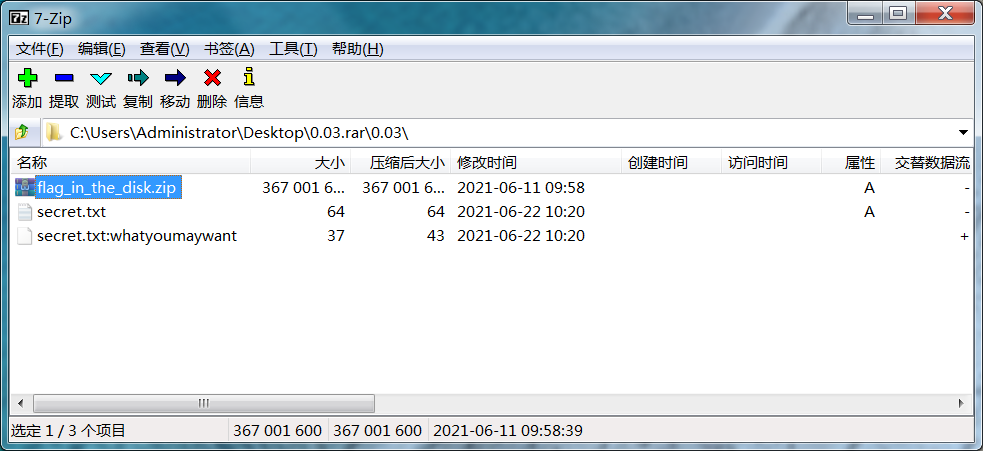 7-Zip
文件(F) 编辑(E) 查看(V) 书签(A) 工具(T) 帮助(H)
添加 提取 测试 复制 移动 删除 信息
C:\Users\Administrator\Desktop\0.03.rar\0.03\
名称 大小 压缩后大小 修改时间 创建时间 访问时间 属性 交替数据流
flag_in_the_disk.zip 367 001 6... 367 001 6... 2021-06-11 09:58 A -
secret.txt 64 64 2021-06-22 10:20 A -
secret.txt:whatyoumaywant 37 43 2021-06-22 10:20 +
选定 1 / 3 个项目 367 001 600 367 001 600 2021-06-11 09:58:39